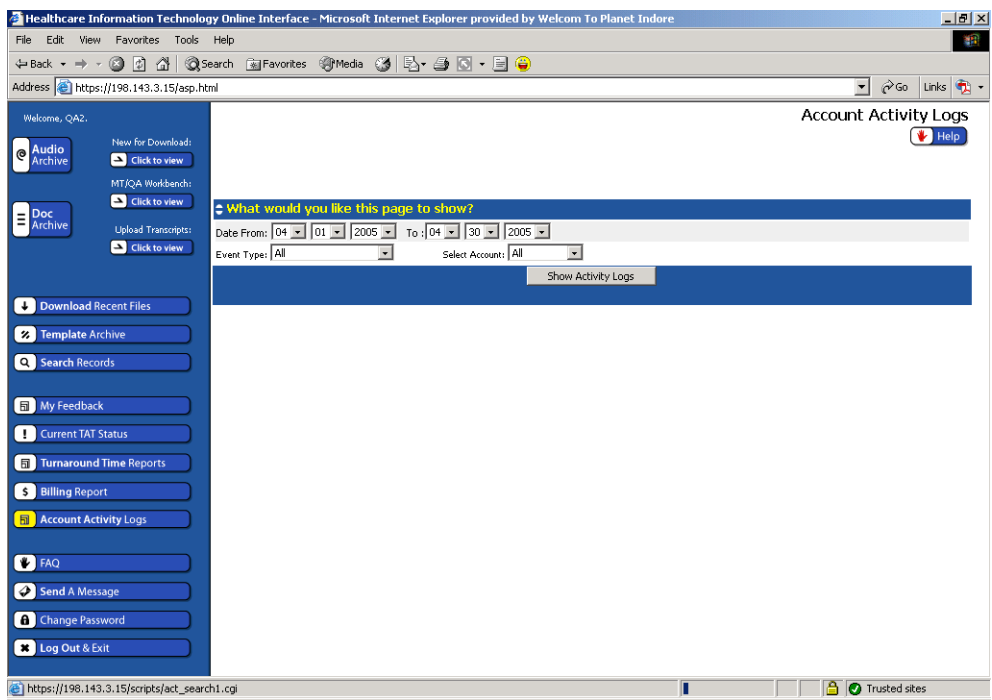 Healthcare Information Technology Online Interface - Microsoft Internet Explorer provided by Welcom To Planet Indore
File Edit View Favorites Tools Help
Back Search Favorites Media
Address https://198.143.3.15/asp.html Go Links
Welcome, QA2.
Audio Archive
New for Download:
Click to view
MT/QA Workbench:
Click to view
Doc Archive
Upload Transcripts:
Click to view
Download Recent Files
Template Archive
Search Records
My Feedback
Current TAT Status
Turnaround Time Reports
$ Billing Report
Account Activity Logs
FAQ
Send A Message
Change Password
Log Out & Exit
Account Activity Logs
Help
What would you like this page to show?
Date From: 04 01 2005 To : 04 30 2005
Event Type: All Select Account: All
Show Activity Logs
https://198.143.3.15/scripts/act_search1.cgi Trusted sites